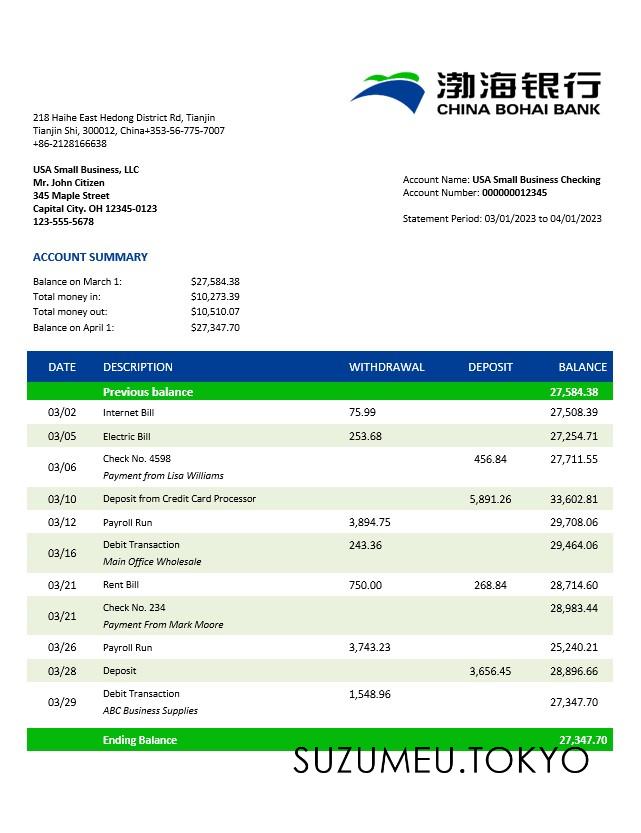 渤海银行
CHINA BOHAI BANK
218 Haihe East Hedong District Rd, Tianjin
Tianjin Shi, 300012, China+353-56-775-7007
+86-2128166638
USA Small Business, LLC
Mr. John Citizen
345 Maple Street
Capital City. OH 12345-0123
123-555-5678
Account Name: USA Small Business Checking
Account Number: 000000012345
Statement Period: 03/01/2023 to 04/01/2023
ACCOUNT SUMMARY
Balance on March 1: $27,584.38
Total money in: $10,273.39
Total money out: $10,510.07
Balance on April 1: $27,347.70
DATE DESCRIPTION WITHDRAWAL DEPOSIT BALANCE
Previous balance 27,584.38
03/02 Internet Bill 75.99 27,508.39
03/05 Electric Bill 253.68 27,254.71
03/06 Check No. 4598 456.84 27,711.55
Payment from Lisa Williams
03/10 Deposit from Credit Card Processor 5,891.26 33,602.81
03/12 Payroll Run 3,894.75 29,708.06
03/16 Debit Transaction 243.36 29,464.06
Main Office Wholesale
03/21 Rent Bill 750.00 268.84 28,714.60
03/21 Check No. 234 28,983.44
Payment From Mark Moore
03/26 Payroll Run 3,743.23 25,240.21
03/28 Deposit 3,656.45 28,896.66
03/29 Debit Transaction 1,548.96 27,347.70
ABC Business Supplies
Ending Balance 27,347.70
SUZUMEU.TOKYO